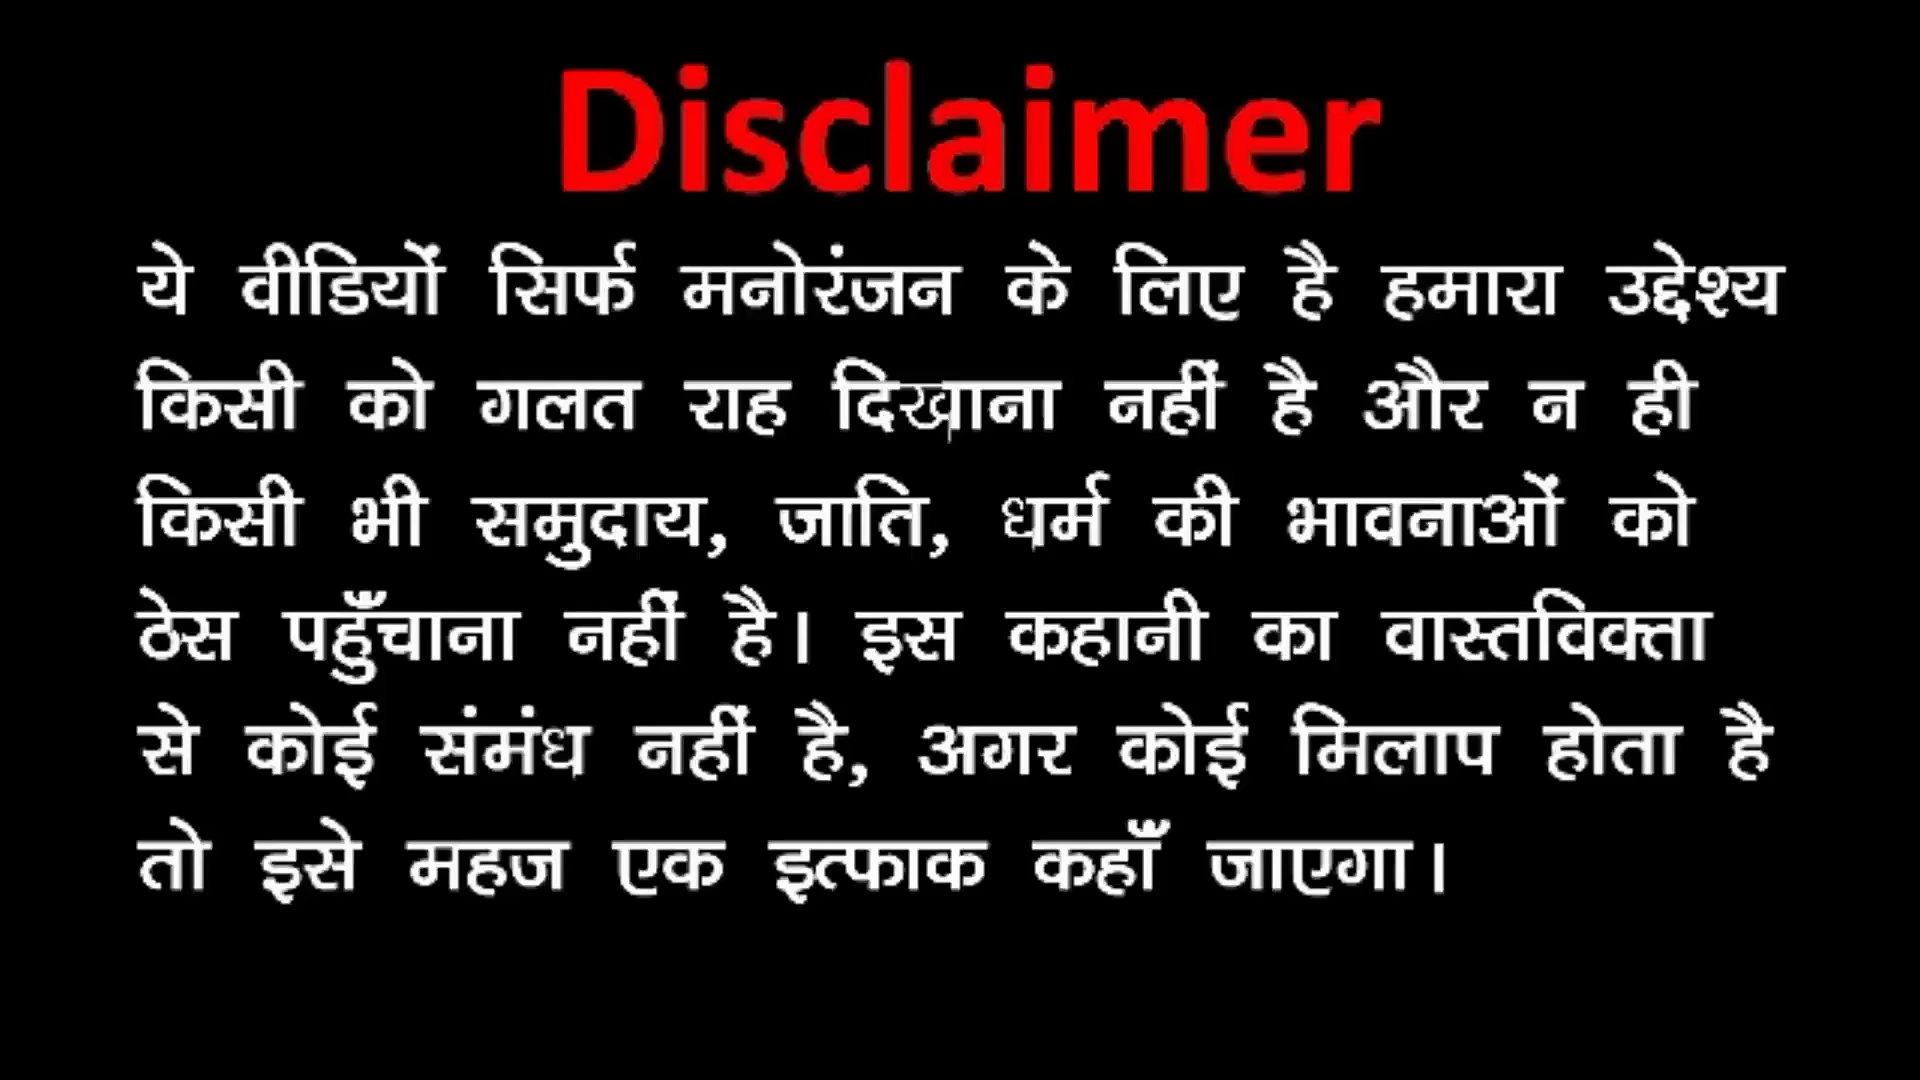 Disclaimer
ये वीडियों सिर्फ मनोरंजन के लिए है हमारा उद्देश्य
किसी को गलत राह दिखाना नहीं है और न ही
किसी भी समुदाय, जाति, धर्म की भावनाओं को
ठेस पहुँचाना नहीं है। इस कहानी का वास्तविक्ता
से कोई संमंध नहीं है, अगर कोई मिलाप होता है
तो इसे महज एक इत्फाक कहाँ जाएगा।